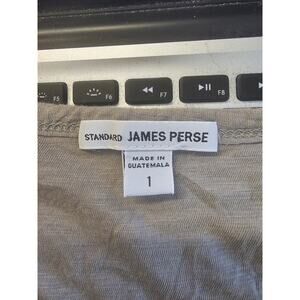 F5 F6 F7 F8
STANDARD JAMES PERSE
MADE IN
GUATEMALA
1